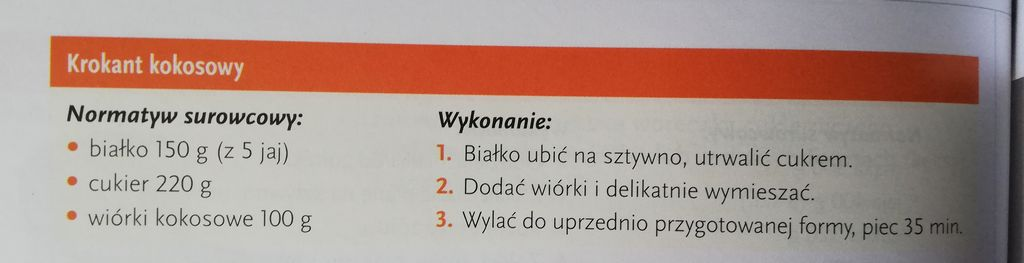 Krokant kokosowy
Normatyw surowcowy:
• białko 150 g (z 5 jaj)
• cukier 220 g
• wiórki kokosowe 100 g
Wykonanie:
1. Białko ubić na sztywno, utrwalić cukrem.
2. Dodać wiórki i delikatnie wymieszać.
3. Wylać do uprzednio przygotowanej formy, piec 35 min.